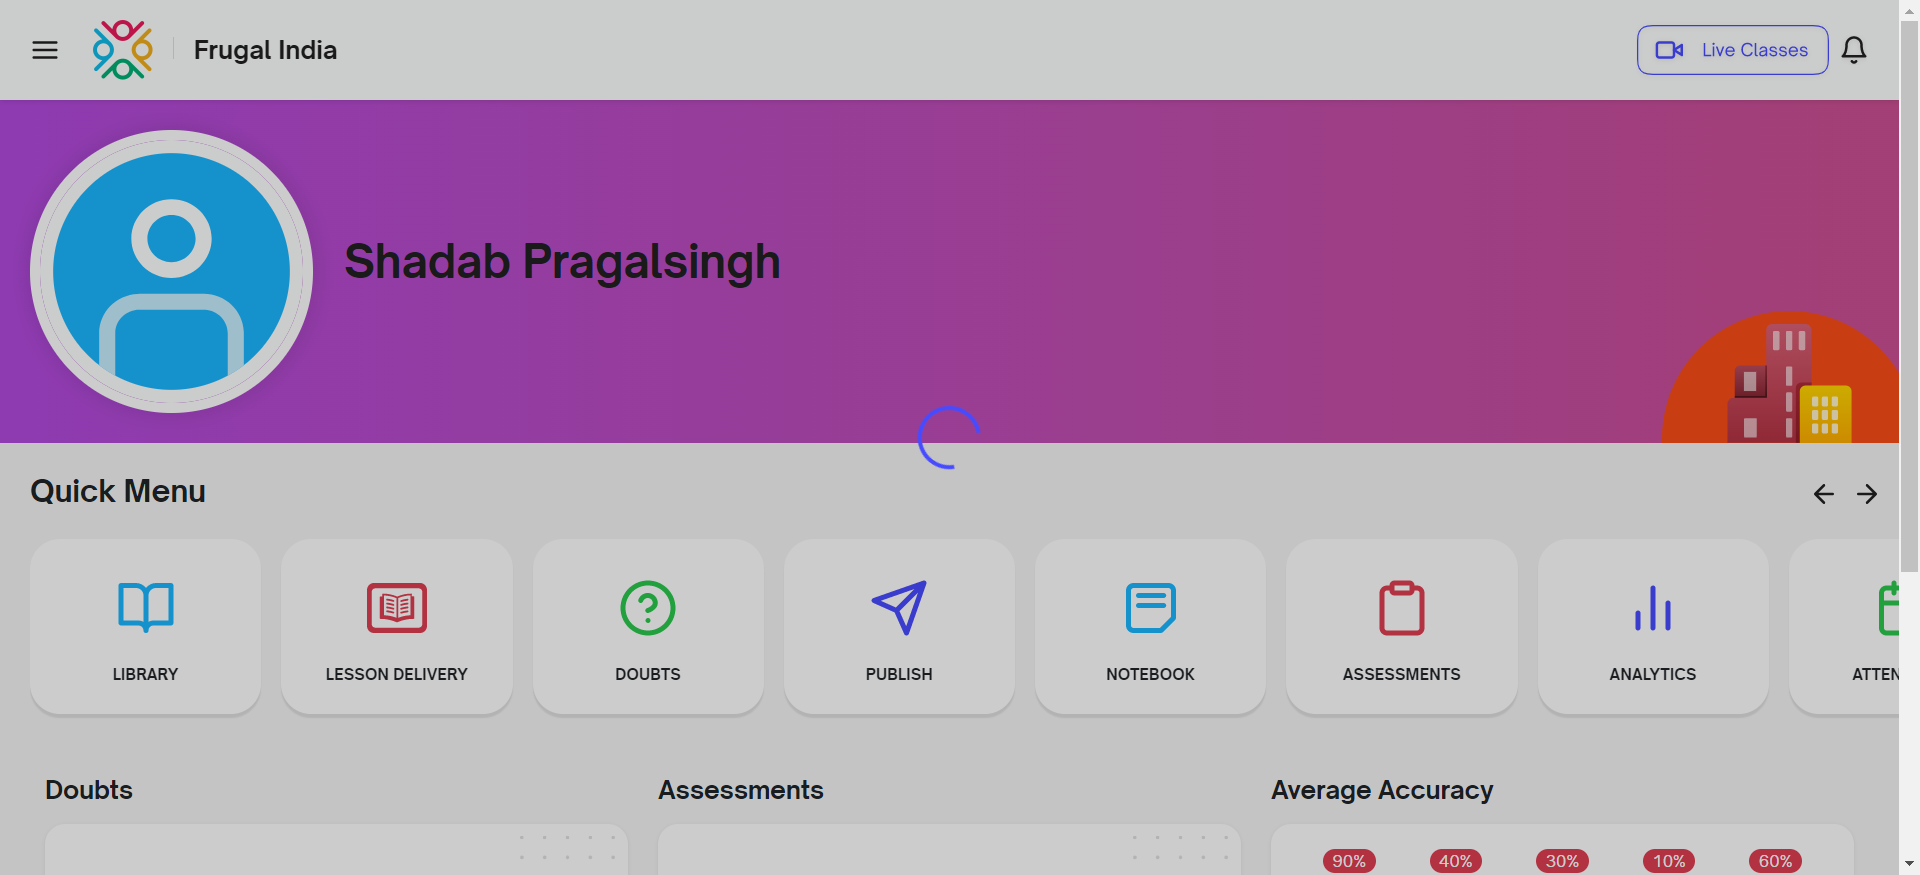 Frugal India
Live Classes
Shadab Pragalsingh
Quick Menu
LIBRARY
LESSON DELIVERY
DOUBTS
PUBLISH
NOTEBOOK
ASSESSMENTS
ANALYTICS
ATTEN
Doubts
Assessments
Average Accuracy
90%
40%
30%
10%
60%